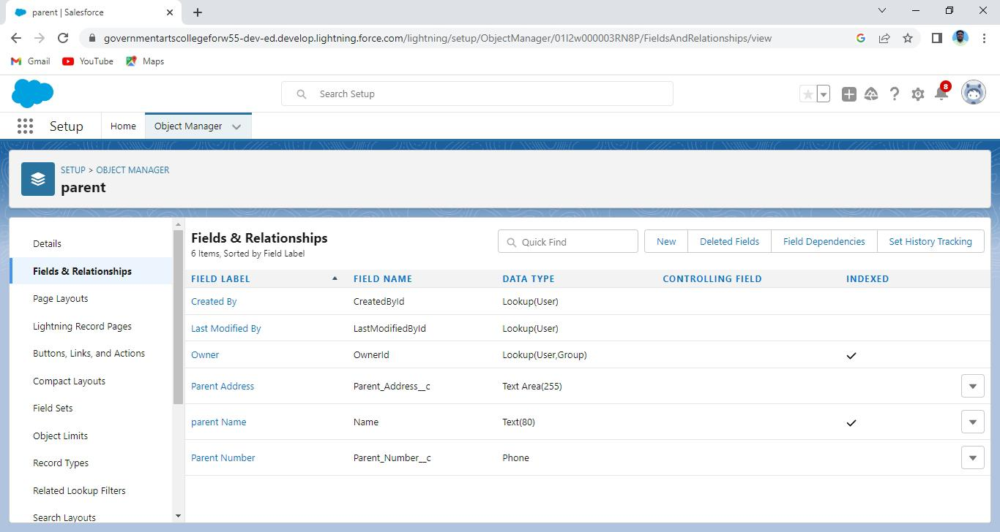 parent | Salesforce
governmentartscollegeforw55-dev-ed.develop.lightning.force.com/lightning/setup/ObjectManager/01I2w000003RN8P/FieldsAndRelationships/view
Gmail YouTube Maps
Search Setup
8
Setup Home Object Manager
SETUP > OBJECT MANAGER
parent
Details
Fields & Relationships
Page Layouts
Lightning Record Pages
Buttons, Links, and Actions
Compact Layouts
Field Sets
Object Limits
Record Types
Related Lookup Filters
Search Layouts
Fields & Relationships
6 Items, Sorted by Field Label
Quick Find New Deleted Fields Field Dependencies Set History Tracking
FIELD LABEL FIELD NAME DATA TYPE CONTROLLING FIELD INDEXED
Created By CreatedById Lookup(User)
Last Modified By LastModifiedById Lookup(User)
Owner OwnerId Lookup(User,Group)
Parent Address Parent_Address__c Text Area(255)
parent Name Name Text(80)
Parent Number Parent_Number__c Phone